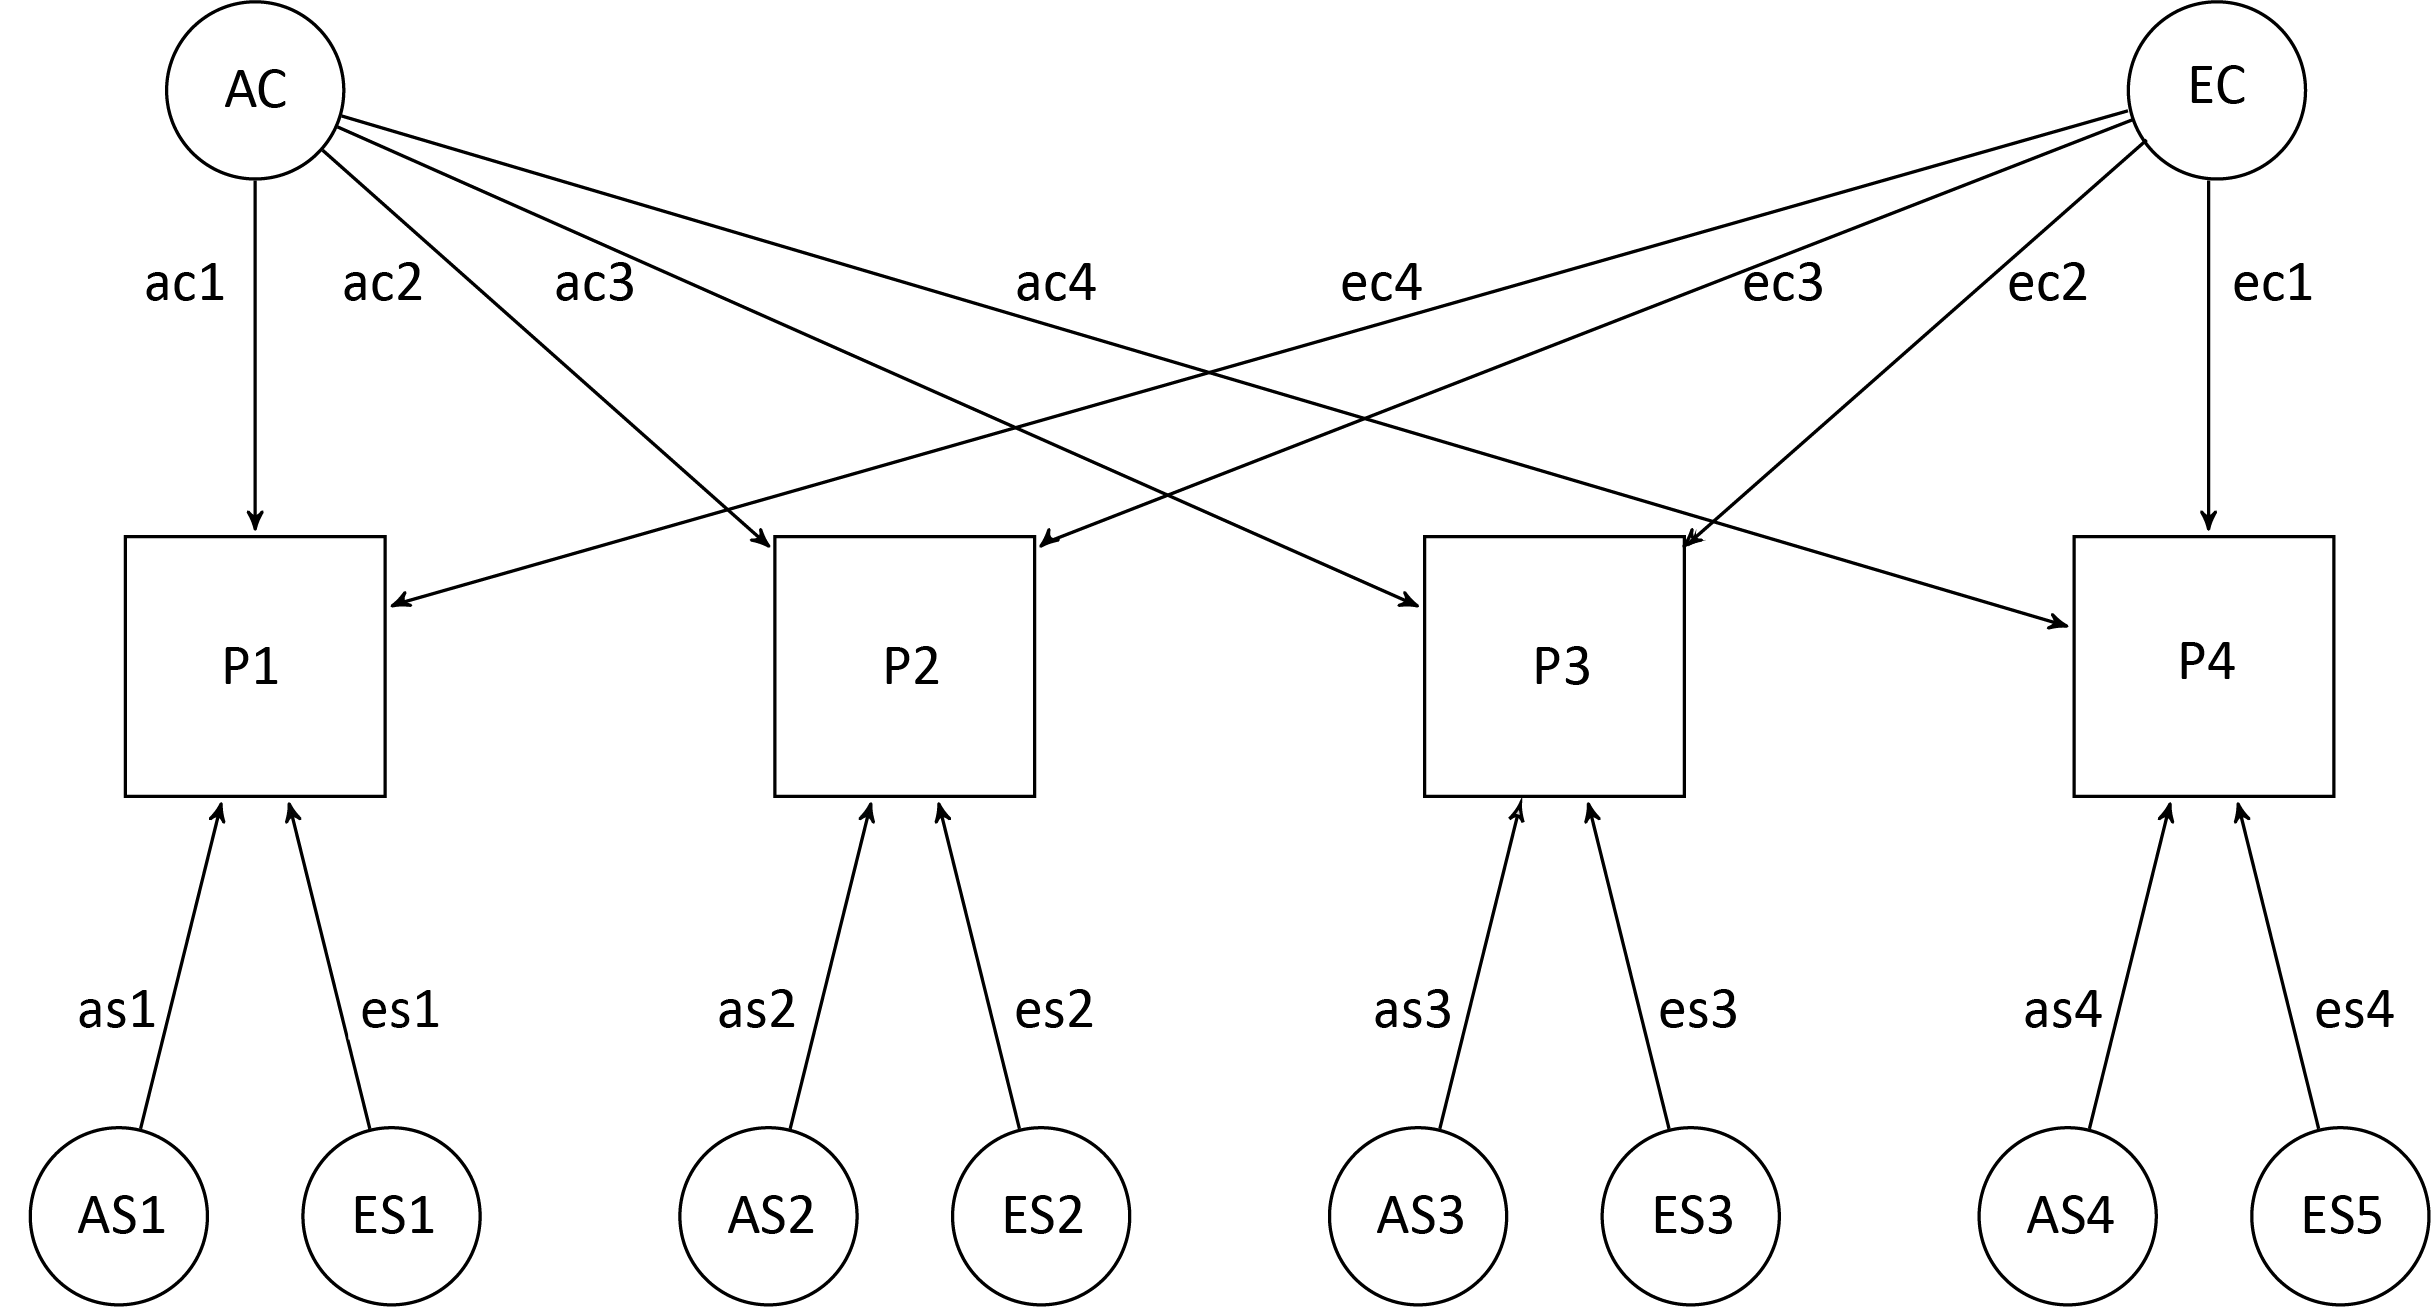 AC
EC
ac1
ac2
ac3
ac4
ec4
ec3
ec2
ec1
P1
P2
P3
P4
as1
es1
as2
es2
as3
es3
as4
es4
AS1
ES1
AS2
ES2
AS3
ES3
AS4
ES5